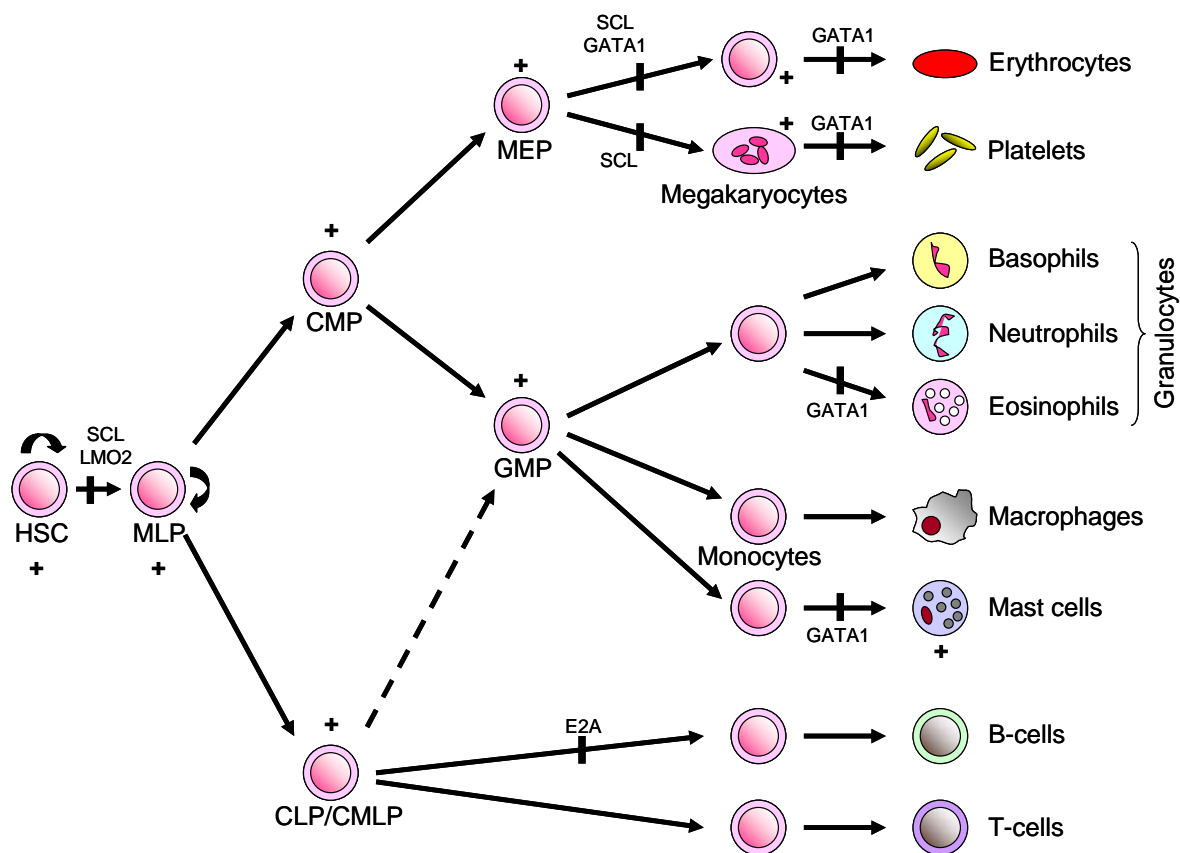 SCL
GATA1
GATA1
+
+
Erythrocytes
MEP
SCL
+
GATA1
Platelets
Megakaryocytes
+
CMP
Basophils
Neutrophils
Eosinophils
GATA1
Granulocytes
+
GMP
SCL
LMO2
HSC
+
MLP
+
Monocytes
Macrophages
GATA1
Mast cells
+
+
CLP/CMLP
E2A
B-cells
T-cells